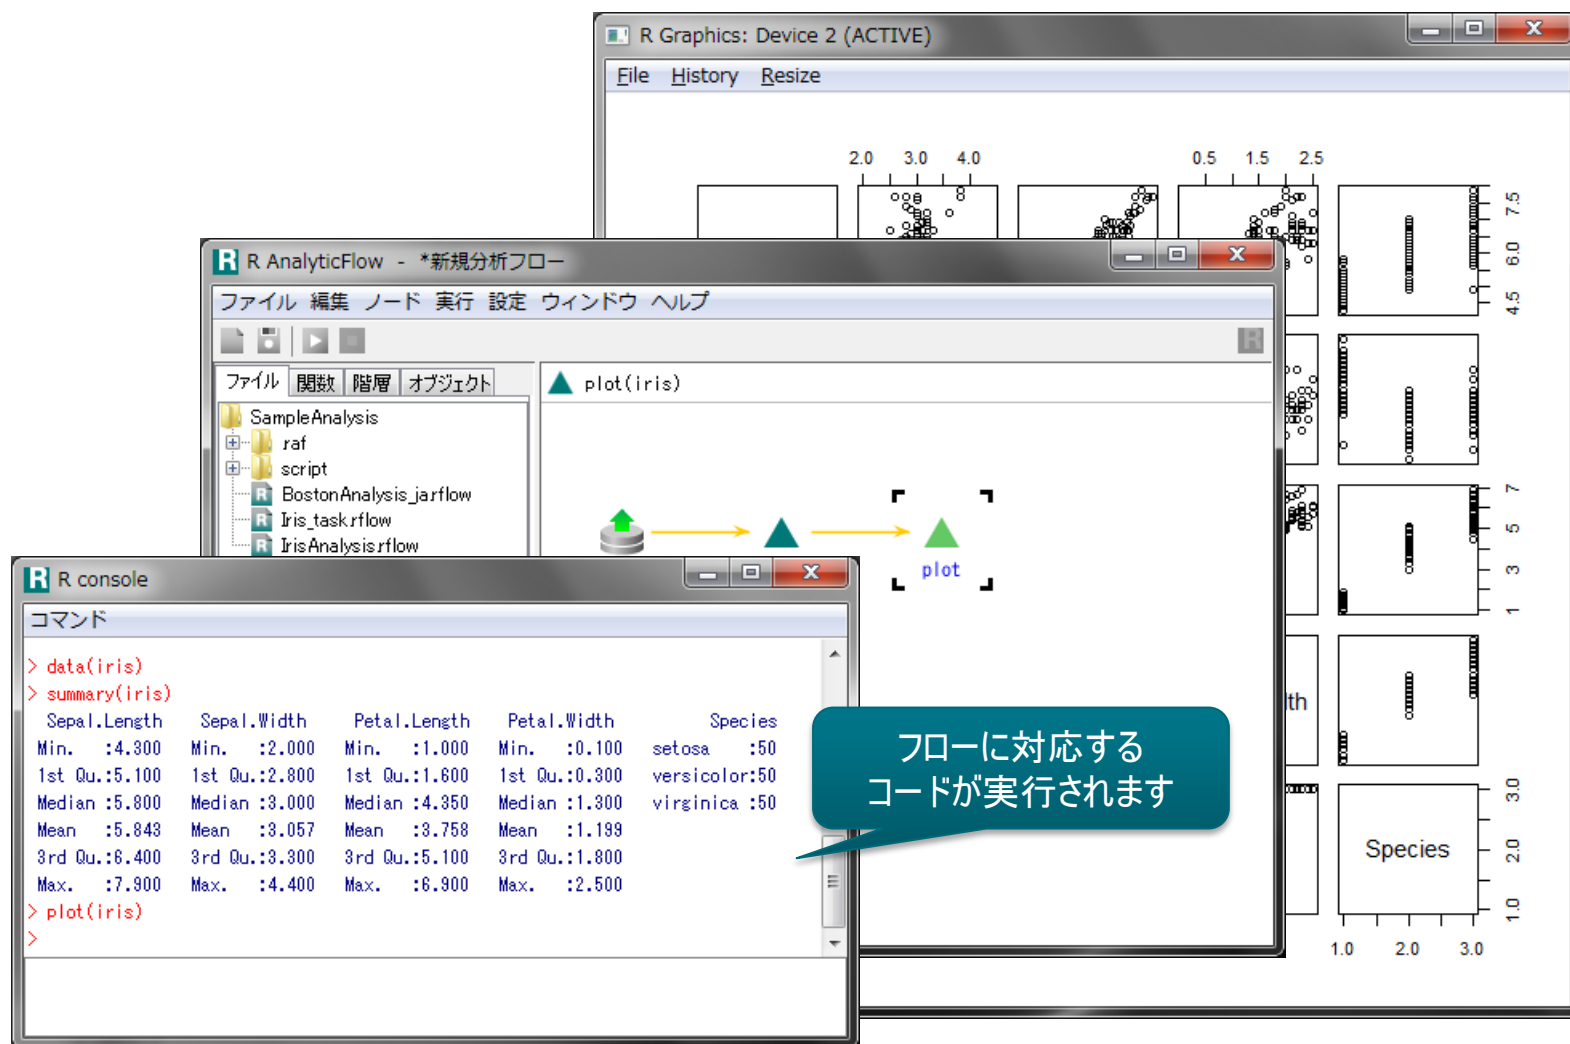 R Graphics: Device 2 (ACTIVE)
File History Resize
2.0 3.0 4.0
0.5 1.5 2.5
4.5 6.0 7.5
1 3 5 7
th
Species
1.0 2.0 3.0
1.0 2.0 3.0
R AnalyticFlow - *新規分析フロー
ファイル 編集 ノード 実行 設定 ウィンドウ ヘルプ
ファイル 関数 階層 オブジェクト
plot(iris)
SampleAnalysis
raf
script
BostonAnalysis_ja.rflow
Iris_task.rflow
IrisAnalysis.rflow
plot
R console
コマンド
> data(iris)
> summary(iris)
Sepal.Length Sepal.Width Petal.Length Petal.Width Species
Min. :4.300 Min. :2.000 Min. :1.000 Min. :0.100 setosa :50
1st Qu.:5.100 1st Qu.:2.800 1st Qu.:1.600 1st Qu.:0.300 versicolor:50
Median :5.800 Median :3.000 Median :4.350 Median :1.300 virginica :50
Mean :5.843 Mean :3.057 Mean :3.758 Mean :1.199
3rd Qu.:6.400 3rd Qu.:3.300 3rd Qu.:5.100 3rd Qu.:1.800
Max. :7.900 Max. :4.400 Max. :6.900 Max. :2.500
> plot(iris)
>
フローに対応する
コードが実行されます